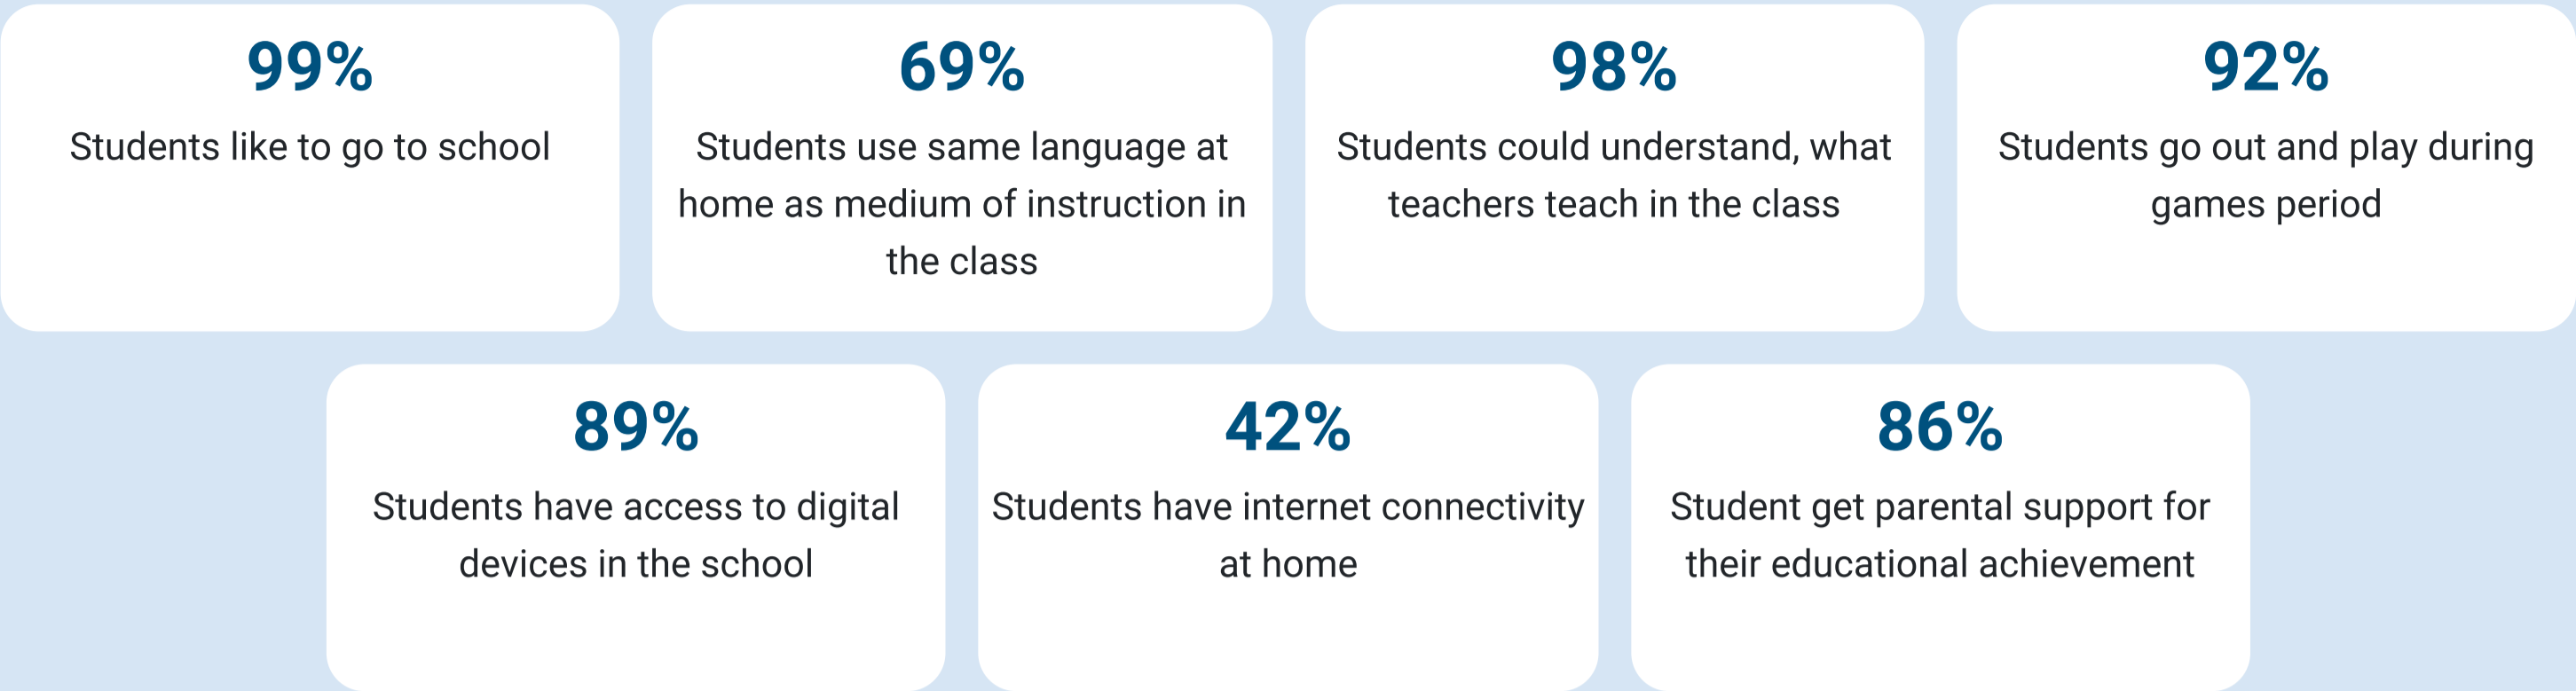 99%
Students like to go to school
69%
Students use same language at
home as medium of instruction in
the class
98%
Students could understand, what
teachers teach in the class
92%
Students go out and play during
games period
89%
Students have access to digital
devices in the school
42%
Students have internet connectivity
at home
86%
Student get parental support for
their educational achievement